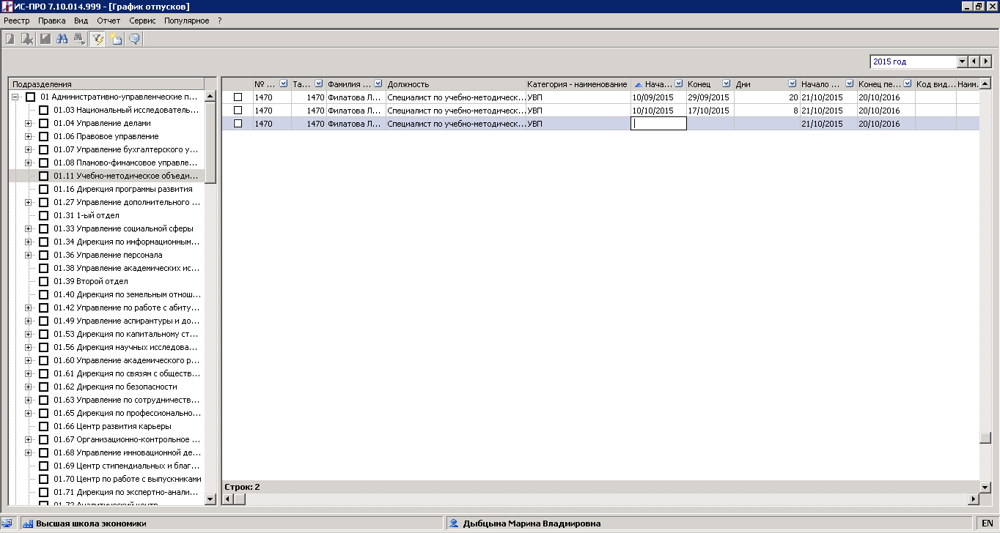 ИС-ПРО 7.10.014.999 - [График отпусков]
Реестр Правка Вид Отчет Сервис Популярное ?
2015 год
Подразделения
01 Административно-управленческие п...
01.03 Национальный исследователь...
01.04 Управление делами
01.06 Правовое управление
01.07 Управление бухгалтерского у...
01.08 Планово-финансовое управле...
01.11 Учебно-методическое объеди...
01.16 Дирекция программы развития
01.27 Управление дополнительного ...
01.31 1-ый отдел
01.33 Управление социальной сферы
01.34 Дирекция по информационным...
01.36 Управление персонала
01.38 Управление академических ис...
01.39 Второй отдел
01.40 Дирекция по земельным отнош...
01.42 Управление по работе с абиту...
01.49 Управление аспирантуры и до...
01.53 Дирекция по капитальному ст...
01.56 Дирекция научных исследова...
01.60 Управление академического р...
01.61 Дирекция по связям с обществ...
01.62 Дирекция по безопасности
01.63 Управление по сотрудничеств...
01.65 Дирекция по профессионально...
01.66 Центр развития карьеры
01.67 Организационно-контрольное ...
01.68 Управление инновационной де...
01.69 Центр стипендиальных и благ...
01.70 Центр по работе с выпускниками
01.71 Дирекция по экспертно-анали...
01.72 Аналитический центр
№ ... Та... Фамилия ... Должность Категория - наименование Нача... Конец Дни Начало ... Конец пе... Код вид... Наим.
1470 1470 Филатова Л... Специалист по учебно-методическ... УВП 10/09/2015 29/09/2015 20 21/10/2015 20/10/2016
1470 1470 Филатова Л... Специалист по учебно-методическ... УВП 10/10/2015 17/10/2015 8 21/10/2015 20/10/2016
1470 1470 Филатова Л... Специалист по учебно-методическ... УВП 21/10/2015 20/10/2016
Строк: 2
Высшая школа экономики
Дыбцына Марина Владмировна
EN